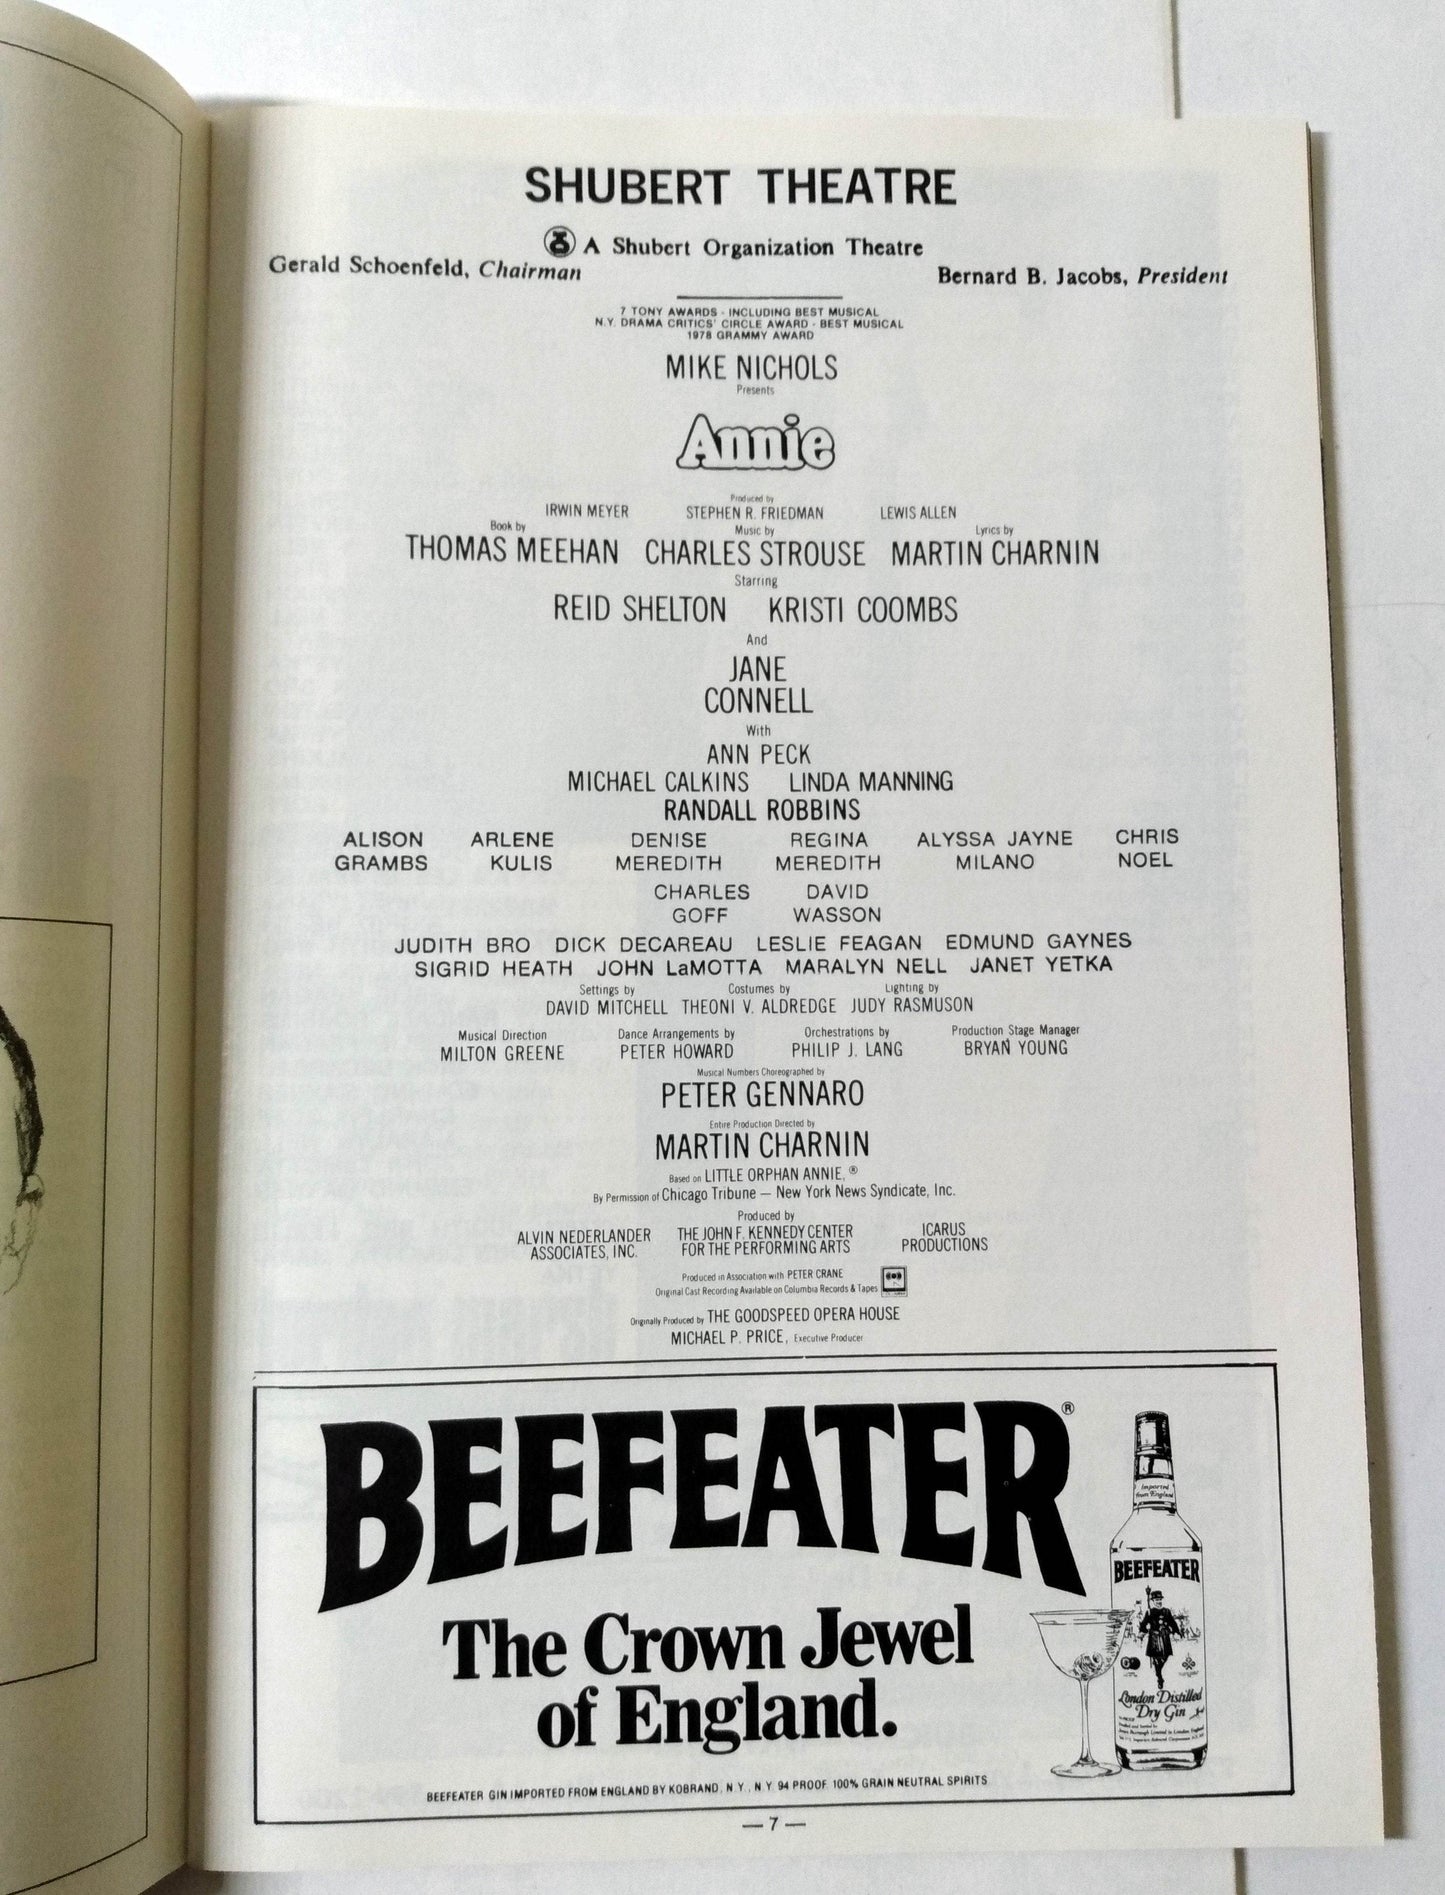 SHUBERT THEATRE
A Shubert Organization Theatre
Gerald Schoenfeld, Chairman Bernard B. Jacobs, President
7 TONY AWARDS - INCLUDING BEST MUSICAL
N.Y. DRAMA CRITICS' CIRCLE AWARD - BEST MUSICAL
1978 GRAMMY AWARD
MIKE NICHOLS
Presents
Annie
Produced by
IRWIN MEYER STEPHEN R. FRIEDMAN LEWIS ALLEN
Book by Music by Lyrics by
THOMAS MEEHAN CHARLES STROUSE MARTIN CHARNIN
Starring
REID SHELTON KRISTI COOMBS
And
JANE
CONNELL
With
ANN PECK
MICHAEL CALKINS LINDA MANNING
RANDALL ROBBINS
ALISON ARLENE DENISE REGINA ALYSSA JAYNE CHRIS
GRAMBS KULIS MEREDITH MEREDITH MILANO NOEL
CHARLES DAVID
GOFF WASSON
JUDITH BRO DICK DECAREAU LESLIE FEAGAN EDMUND GAYNES
SIGRID HEATH JOHN LaMOTTA MARALYN NELL JANET YETKA
Settings by Costumes by Lighting by
DAVID MITCHELL THEONI V. ALDREDGE JUDY RASMUSON
Musical Direction Dance Arrangements by Orchestrations by Production Stage Manager
MILTON GREENE PETER HOWARD PHILIP J. LANG BRYAN YOUNG
Musical Numbers Choreographed by
PETER GENNARO
Entire Production Directed by
MARTIN CHARNIN
Based on LITTLE ORPHAN ANNIE,®
By Permission of Chicago Tribune — New York News Syndicate, Inc.
Produced by
ALVIN NEDERLANDER THE JOHN F. KENNEDY CENTER ICARUS
ASSOCIATES, INC. FOR THE PERFORMING ARTS PRODUCTIONS
Produced in Association with PETER CRANE
Original Cast Recording Available on Columbia Records & Tapes
Originally Produced by THE GOODSPEED OPERA HOUSE
MICHAEL P. PRICE, Executive Producer
BEEFEATER®
The Crown Jewel
of England.
Imported
from England
BEEFEATER
London Distilled
Dry Gin
BEEFEATER GIN IMPORTED FROM ENGLAND BY KOBRAND, N.Y., N.Y. 94 PROOF. 100% GRAIN NEUTRAL SPIRITS
— 7 —